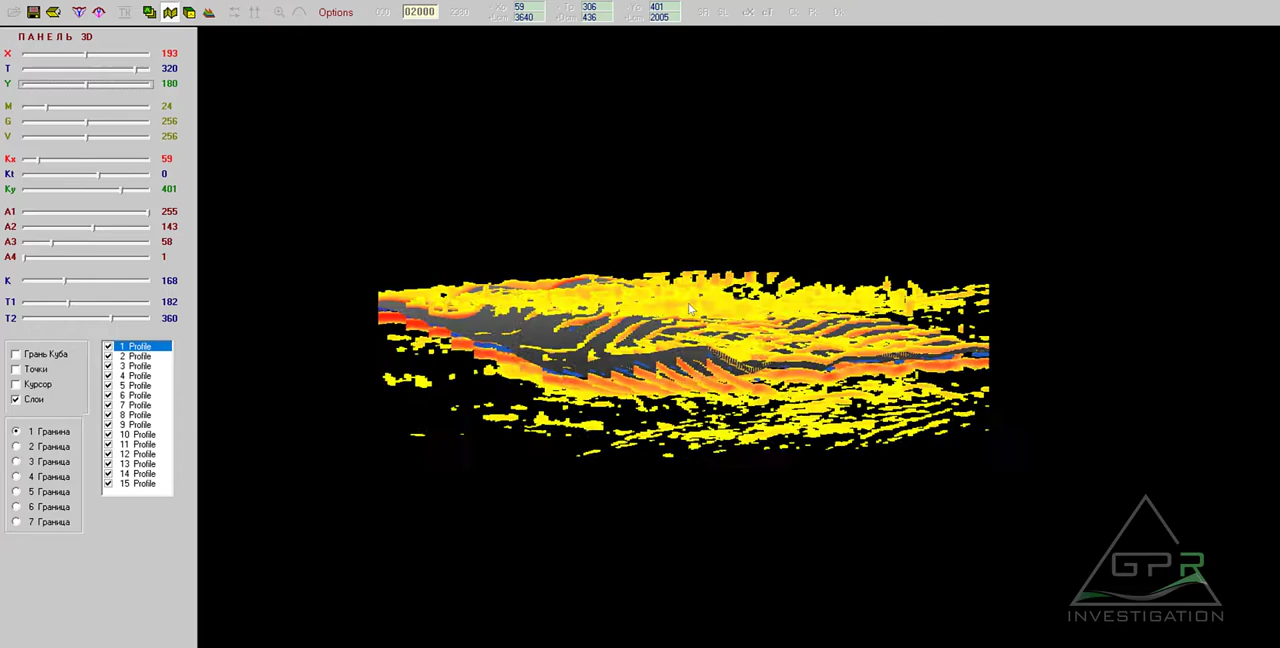 Options 02000 Xp 59 Tp 306 Yp 401
3640 436 2005
ПАНЕЛЬ 3D
X 193
T 320
Y 180
M 24
G 256
V 256
Kx 59
Kt 0
Ky 401
A1 255
A2 143
A3 58
A4 1
K 168
T1 182
T2 360
Грань Куба
Точки
Курсор
Слои
1 Граница
2 Граница
3 Граница
4 Граница
5 Граница
6 Граница
7 Граница
1 Profile
2 Profile
3 Profile
4 Profile
5 Profile
6 Profile
7 Profile
8 Profile
9 Profile
10 Profile
11 Profile
12 Profile
13 Profile
14 Profile
15 Profile
GPR
INVESTIGATION